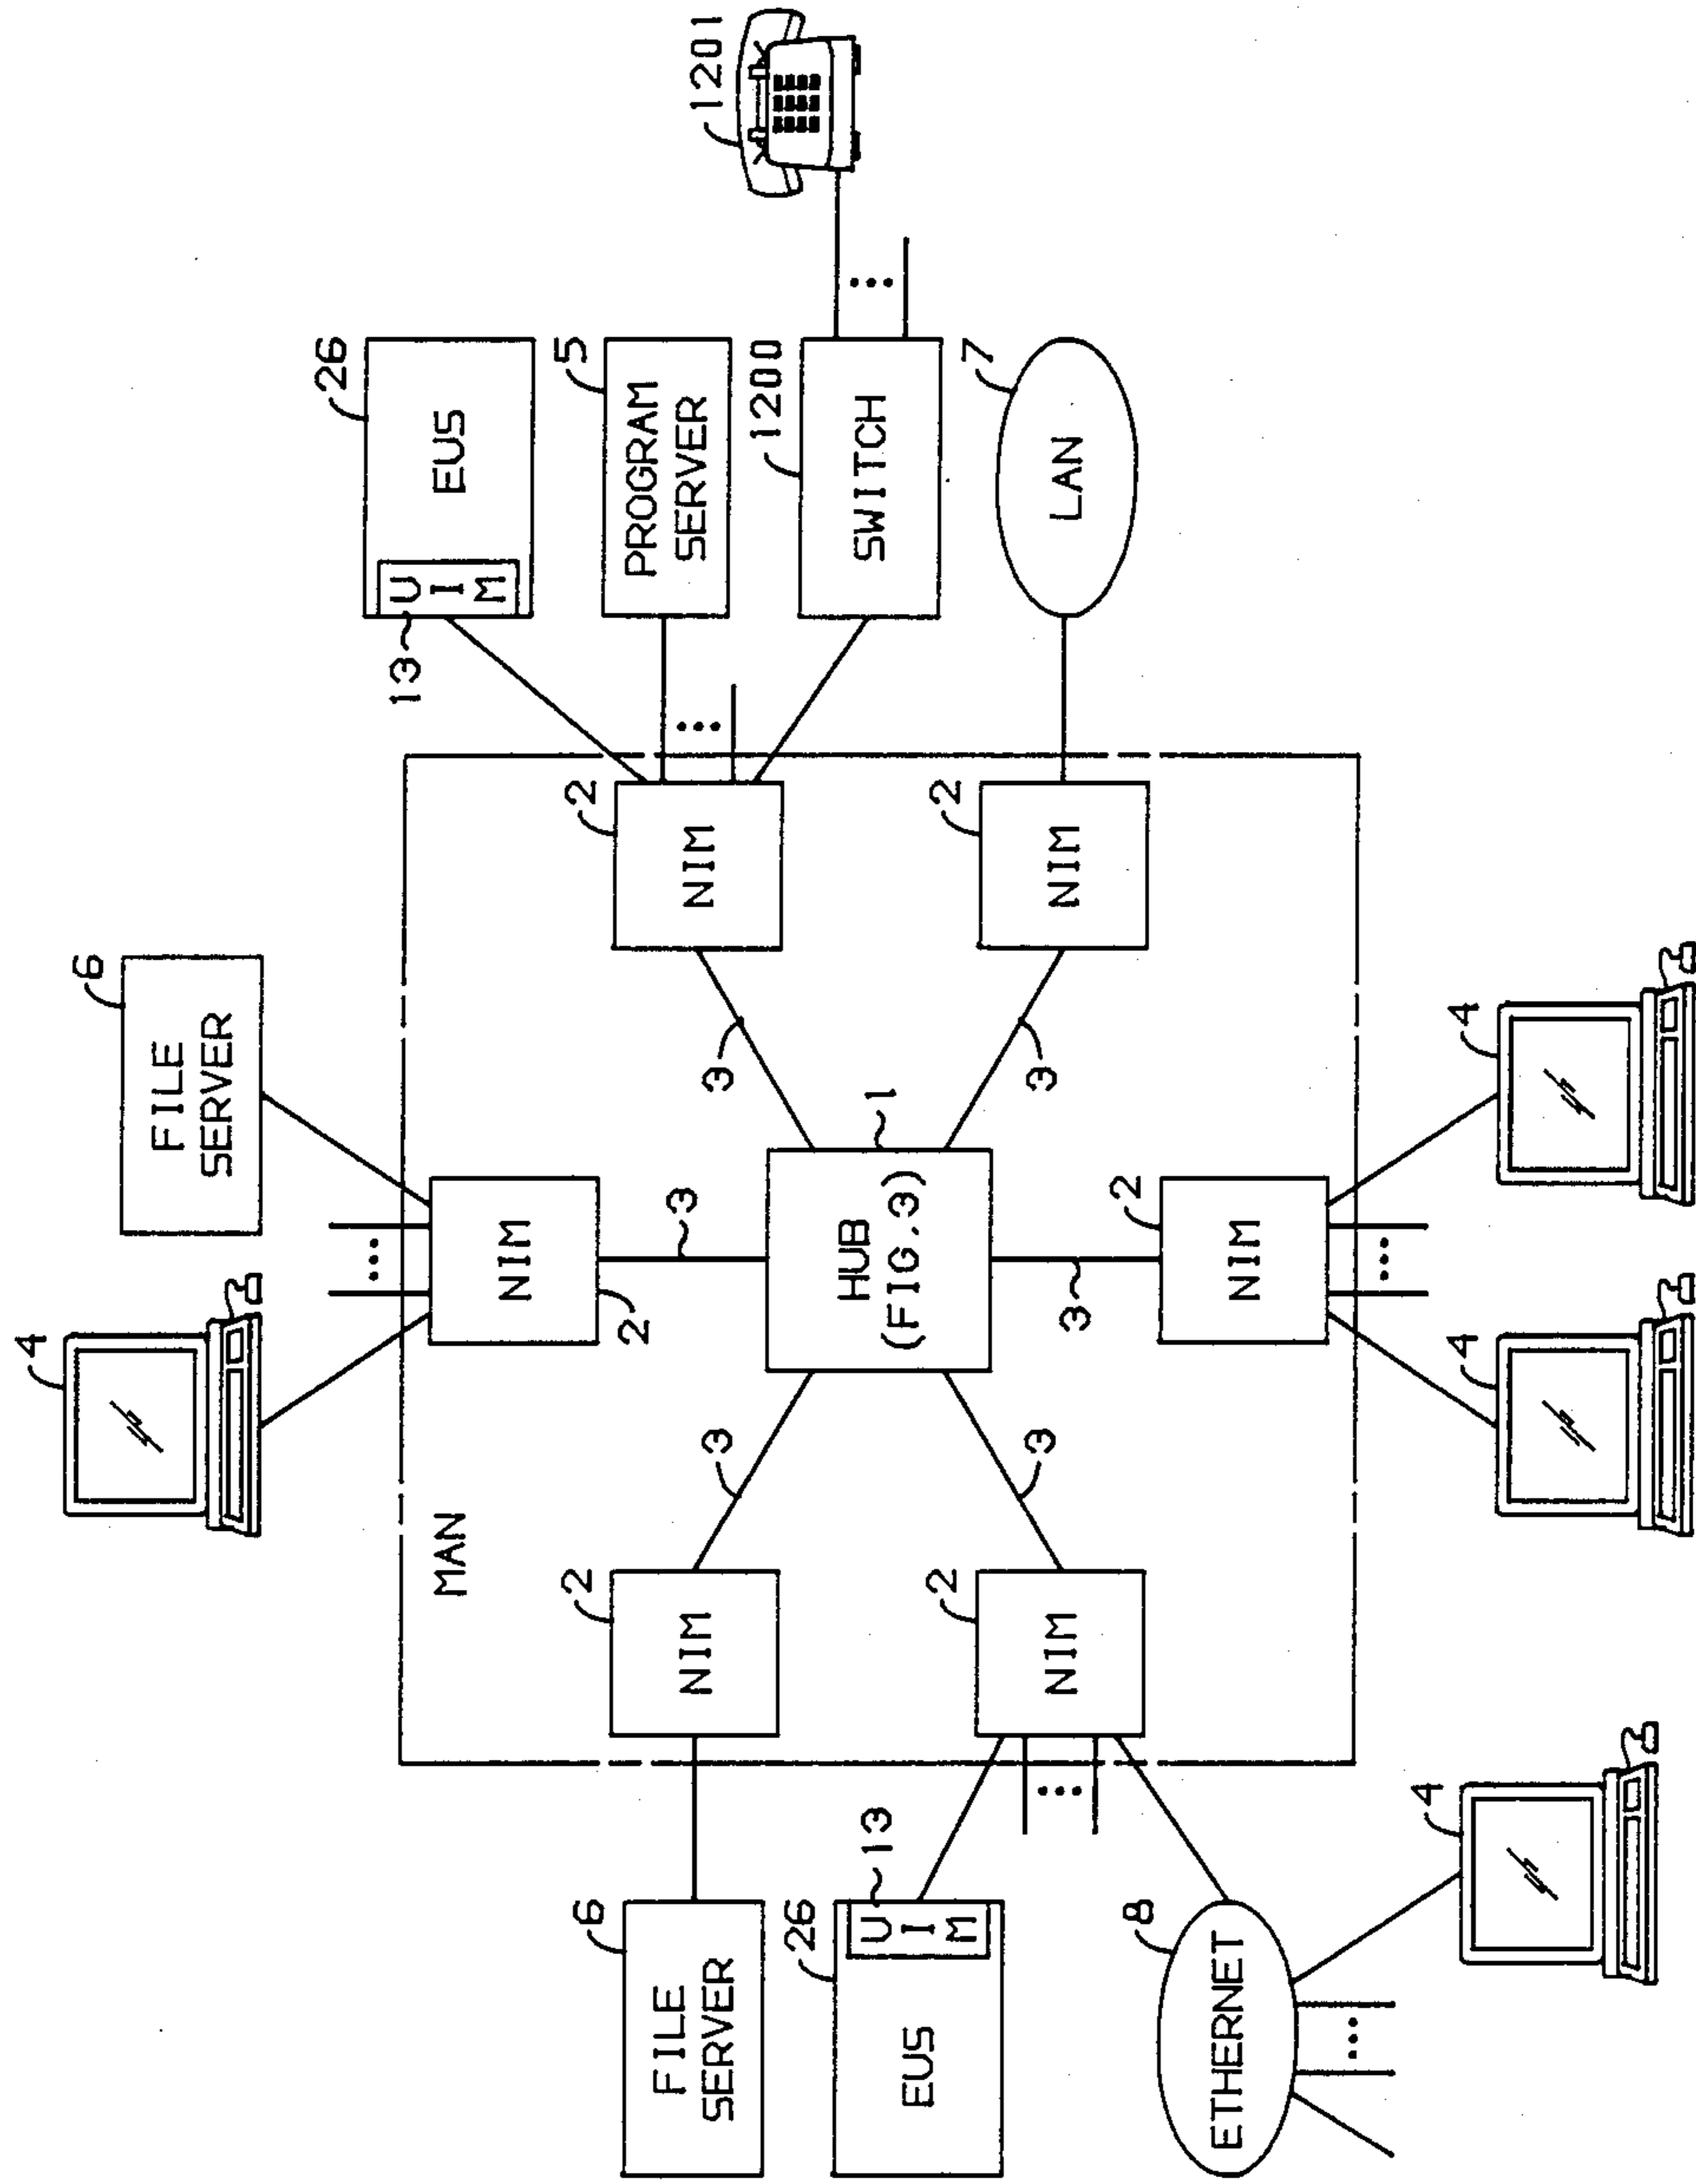 4
6
FILE
SERVER
MAN
NIM
2
26
EUS
U
I
M
13
6
FILE
SERVER
2
NIM
3
3
3
2
NIM
5
PROGRAM
SERVER
1201
26
EUS
U
I
M
13
HUB
(FIG.3)
1
1200
SWITCH
2
NIM
3
3
3
2
NIM
7
LAN
8
ETHERNET
2
NIM
4
4
4